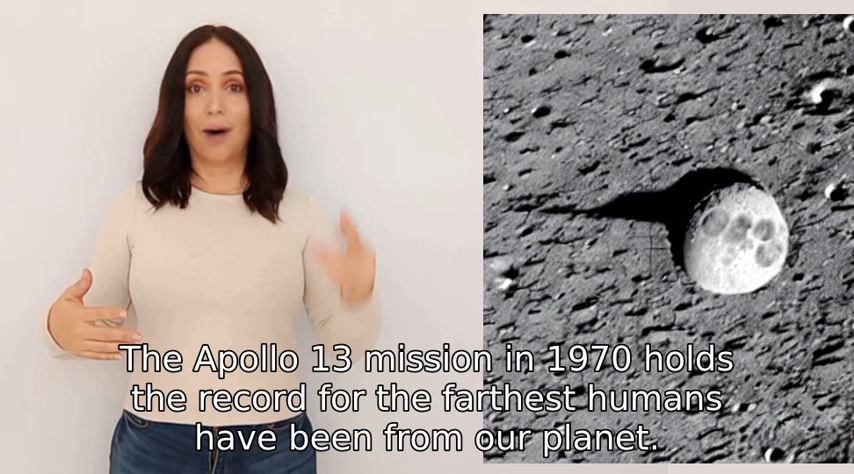 The Apollo 13 mission in 1970 holds
the record for the farthest humans
have been from our planet.